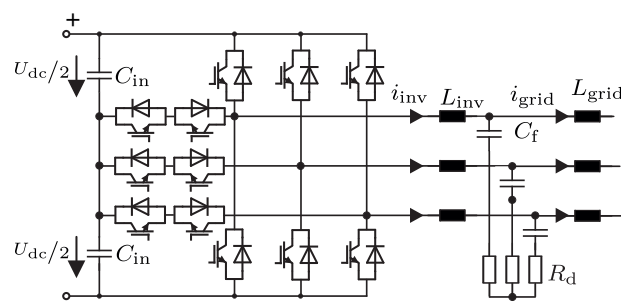 +
U_dc/2
C_in
i_inv
L_inv
i_grid
L_grid
C_f
U_dc/2
C_in
R_d